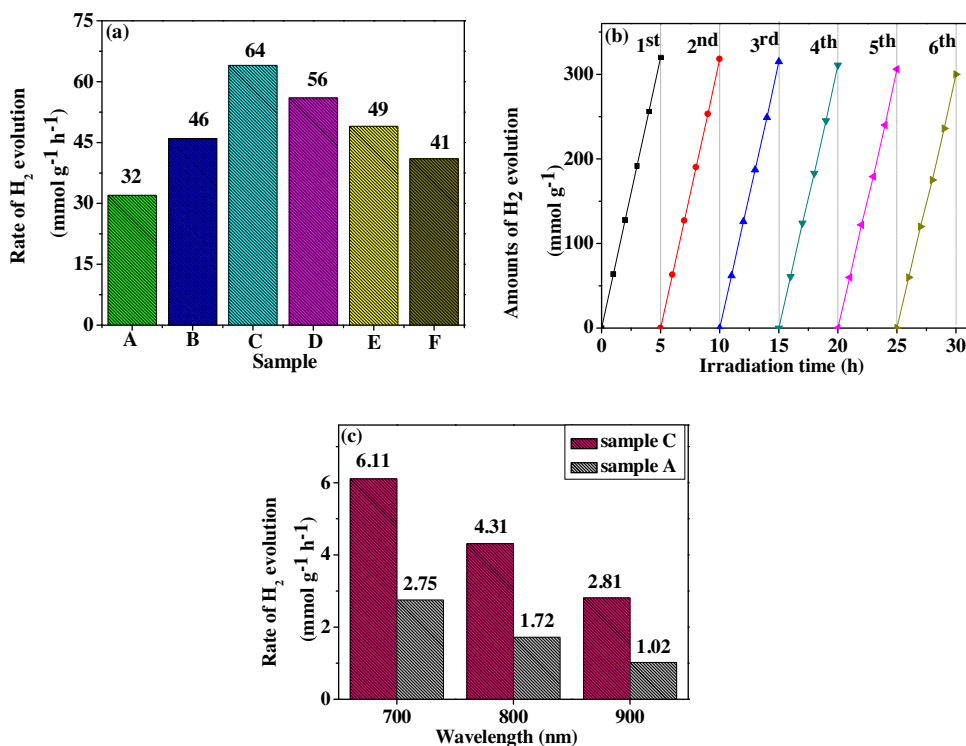 (a)
75
60
45
30
15
0
Rate of H₂ evolution
(mmol g⁻¹ h⁻¹)
32
46
64
56
49
41
A B C D E F
Sample
(b)
1st 2nd 3rd 4th 5th 6th
300
200
100
0
Amounts of H2 evolution
(mmol g⁻¹)
0 5 10 15 20 25 30
Irradiation time (h)
(c)
sample C
sample A
6
4
2
0
Rate of H₂ evolution
(mmol g⁻¹ h⁻¹)
6.11
2.75
4.31
1.72
2.81
1.02
700 800 900
Wavelength (nm)